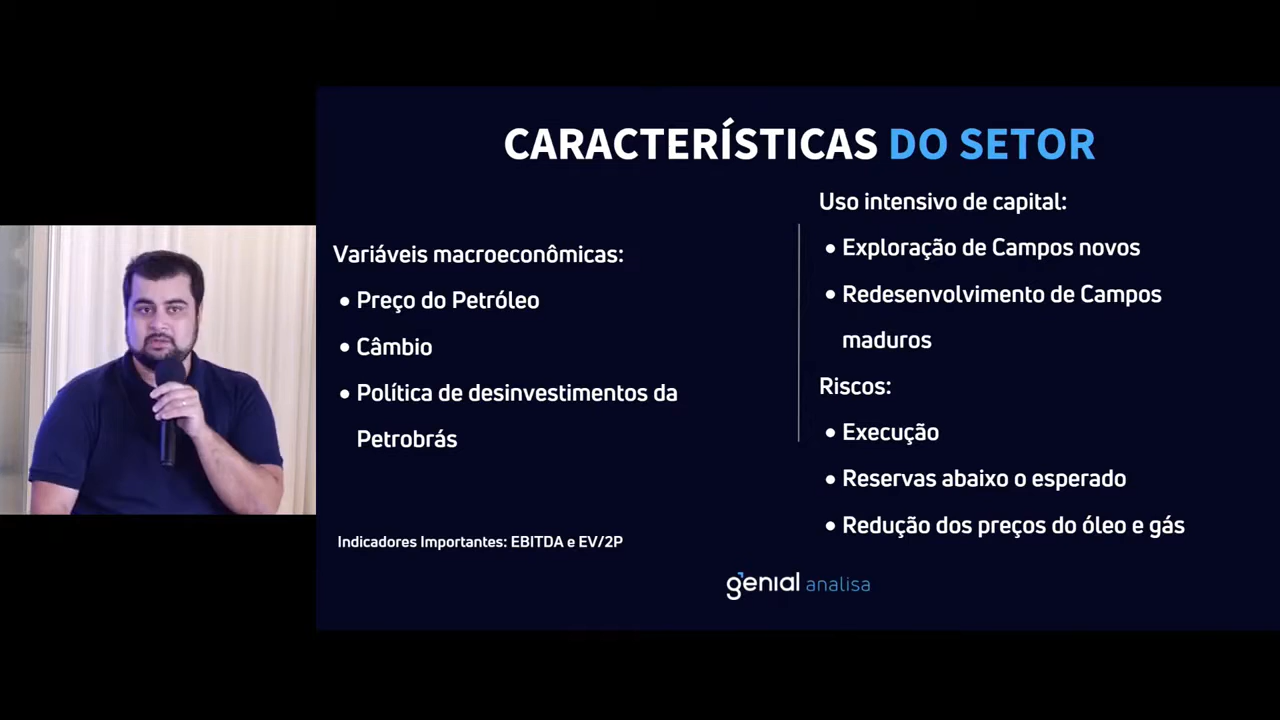 CARACTERÍSTICAS DO SETOR
Variáveis macroeconômicas:
• Preço do Petróleo
• Câmbio
• Política de desinvestimentos da
Petrobrás
Indicadores Importantes: EBITDA e EV/2P
Uso intensivo de capital:
• Exploração de Campos novos
• Redesenvolvimento de Campos
maduros
Riscos:
• Execução
• Reservas abaixo o esperado
• Redução dos preços do óleo e gás
genial analisa